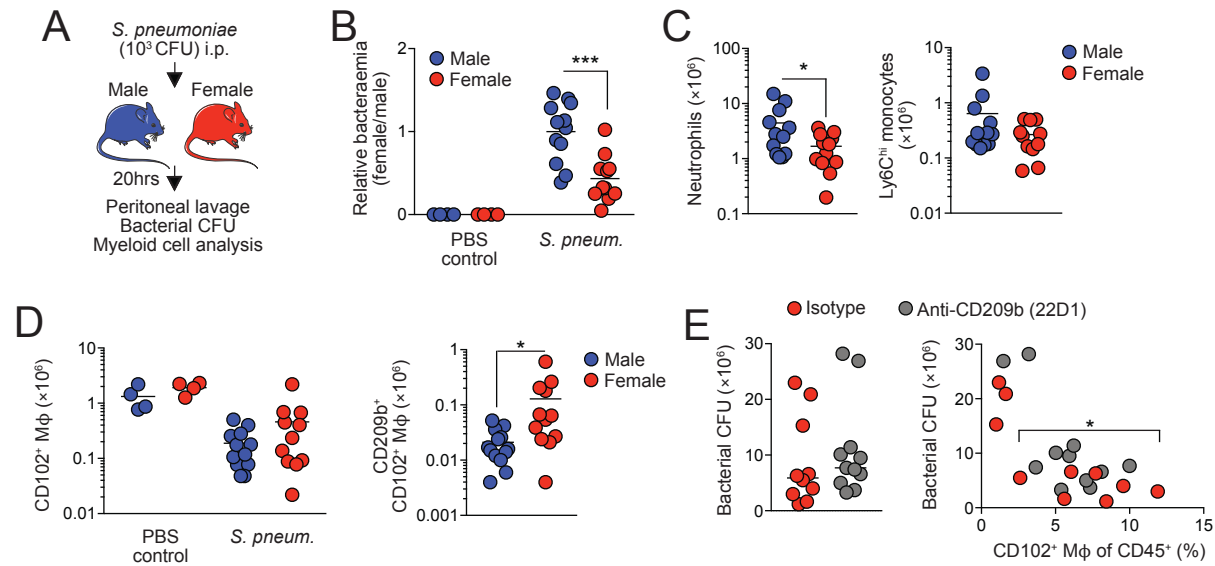 A
S. pneumoniae
(10³ CFU) i.p.
Male
Female
20hrs
Peritoneal lavage
Bacterial CFU
Myeloid cell analysis
B
Relative bacteraemia
(female/male)
2
1
0
Male
Female
***
PBS
control
S. pneum.
C
Neutrophils (×10⁶)
100
10
1
0.1
*
Ly6Cʰⁱ monocytes
(×10⁶)
10
1
0.1
0.01
Male
Female
D
CD102⁺ Mϕ (×10⁶)
10
1
0.1
0.01
PBS
control
S. pneum.
CD209b⁺
CD102⁺ Mϕ (×10⁶)
0.1
0.1
0.01
0.001
*
Male
Female
E
Isotype
Anti-CD209b (22D1)
Bacterial CFU (×10⁶)
30
20
10
0
Bacterial CFU (×10⁶)
30
20
10
0
*
0
5
10
15
CD102⁺ Mϕ of CD45⁺ (%)